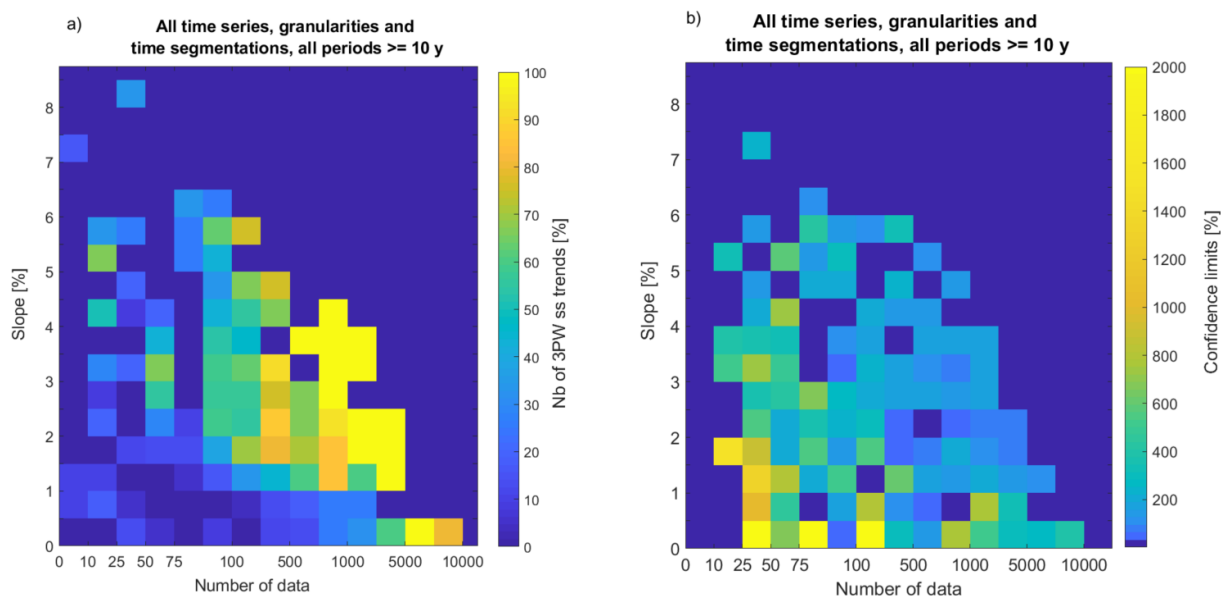 a)
All time series, granularities and
time segmentations, all periods >= 10 y
Slope [%]
8
7
6
5
4
3
2
1
0
0 10 25 50 75 100 500 1000 5000 10000
Number of data
100
90
80
70
60
50
40
30
20
10
0
Nb of 3PW ss trends [%]
b)
All time series, granularities and
time segmentations, all periods >= 10 y
Slope [%]
8
7
6
5
4
3
2
1
0
0 10 25 50 75 100 500 1000 5000 10000
Number of data
2000
1800
1600
1400
1200
1000
800
600
400
200
Confidence limits [%]